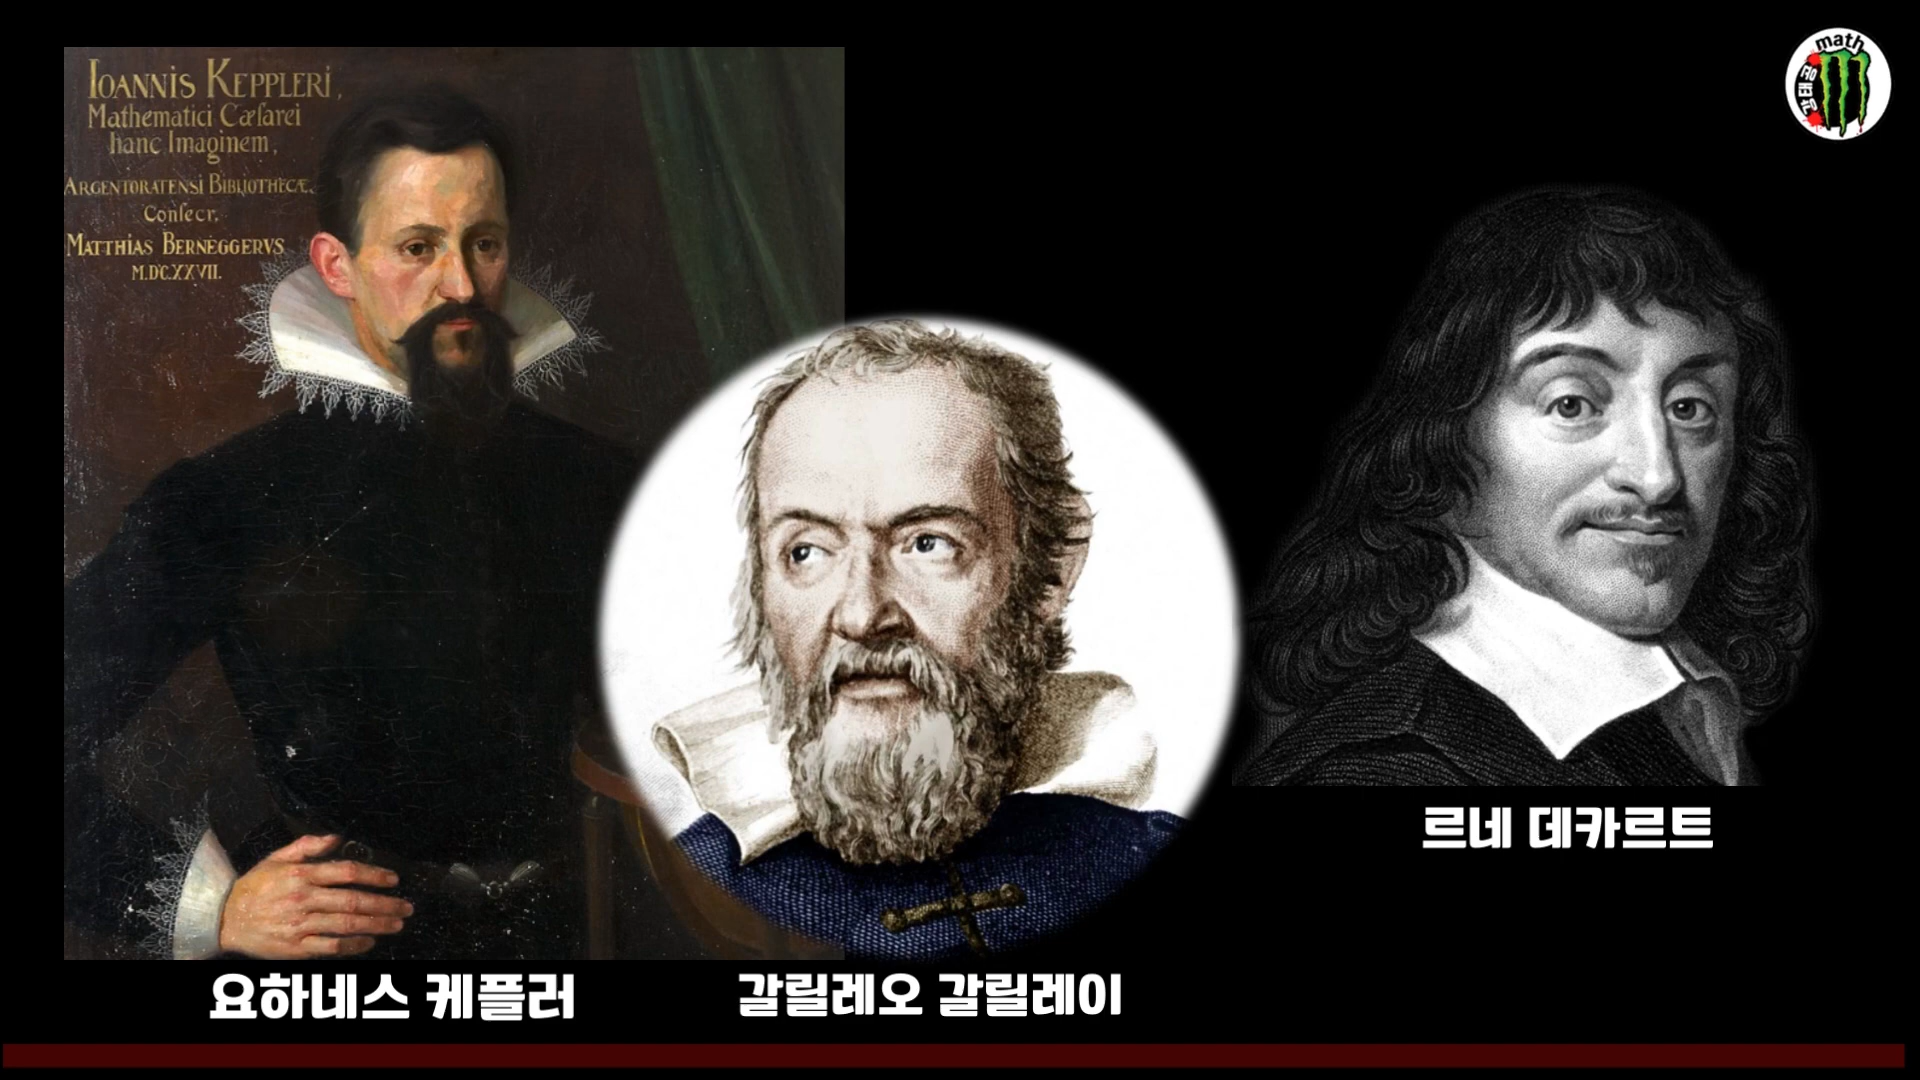 IOANNIS KEPPLERI,
Mathematici Cæsarei
hanc Imaginem,
ARGENTORATENSI BIBLIOTHECÆ,
Consecr.
MATTHIAS BERNEGGERVS
M.DC.XXVII.
math
르네 데카르트
요하네스 케플러
갈릴레오 갈릴레이